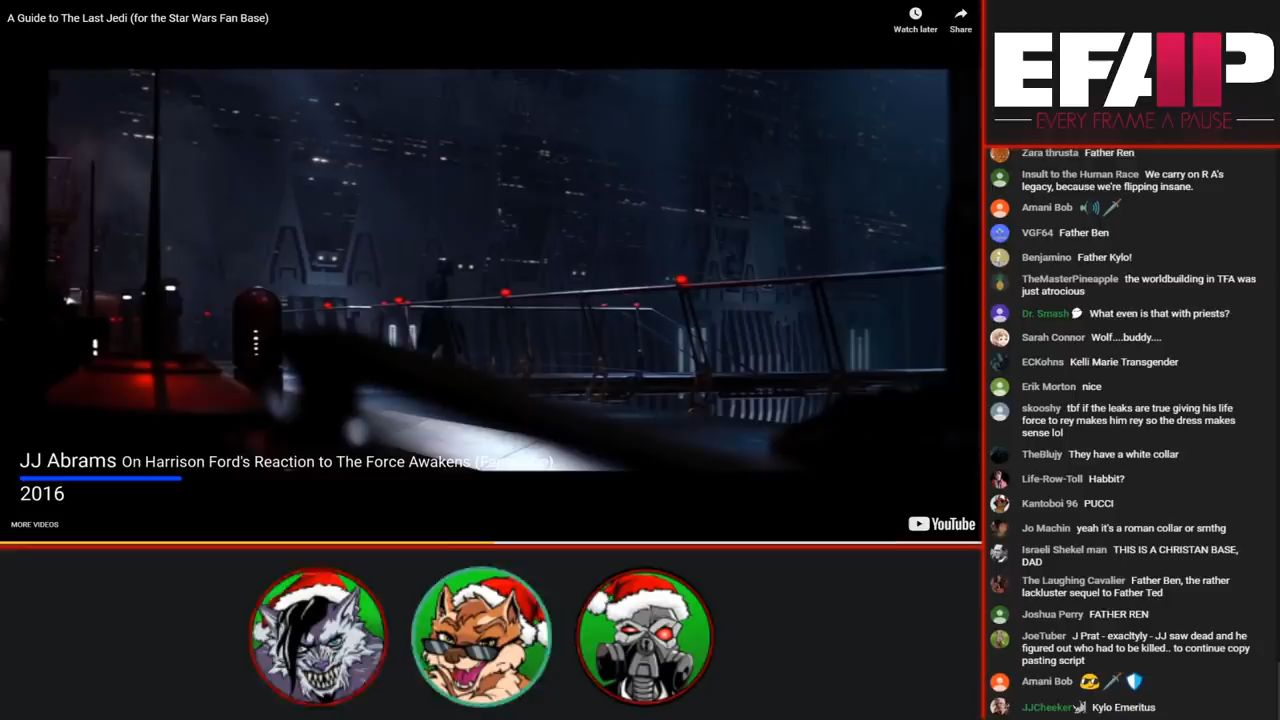 A Guide to The Last Jedi (for the Star Wars Fan Base)
Watch later
Share
JJ Abrams On Harrison Ford's Reaction to The Force Awakens
2016
MORE VIDEOS
YouTube
EFAP
EVERY FRAME A PAUSE
Zara thrusta Father Ren
Insult to the Human Race We carry on R A's
legacy, because we're flipping insane.
Amani Bob
VGF64 Father Ben
Benjamino Father Kylo!
TheMasterPineapple the worldbuilding in TFA was
just atrocious
Dr. Smash What even is that with priests?
Sarah Connor Wolf....buddy....
ECKohns Kelli Marie Transgender
Erik Morton nice
skooshy tbf if the leaks are true giving his life
force to rey makes him rey so the dress makes
sense lol
TheBlujy They have a white collar
Life-Row-Toll Habbit?
Kantoboi 96 PUCCI
Jo Machin yeah it's a roman collar or smthg
Israeli Shekel man THIS IS A CHRISTAN BASE,
DAD
The Laughing Cavalier Father Ben, the rather
lackluster sequel to Father Ted
Joshua Perry FATHER REN
JoeTuber J Prat - exacltyly - JJ saw dead and he
figured out who had to be killed.. to continue copy
pasting script
Amani Bob
JJCheeker Kylo Emeritus